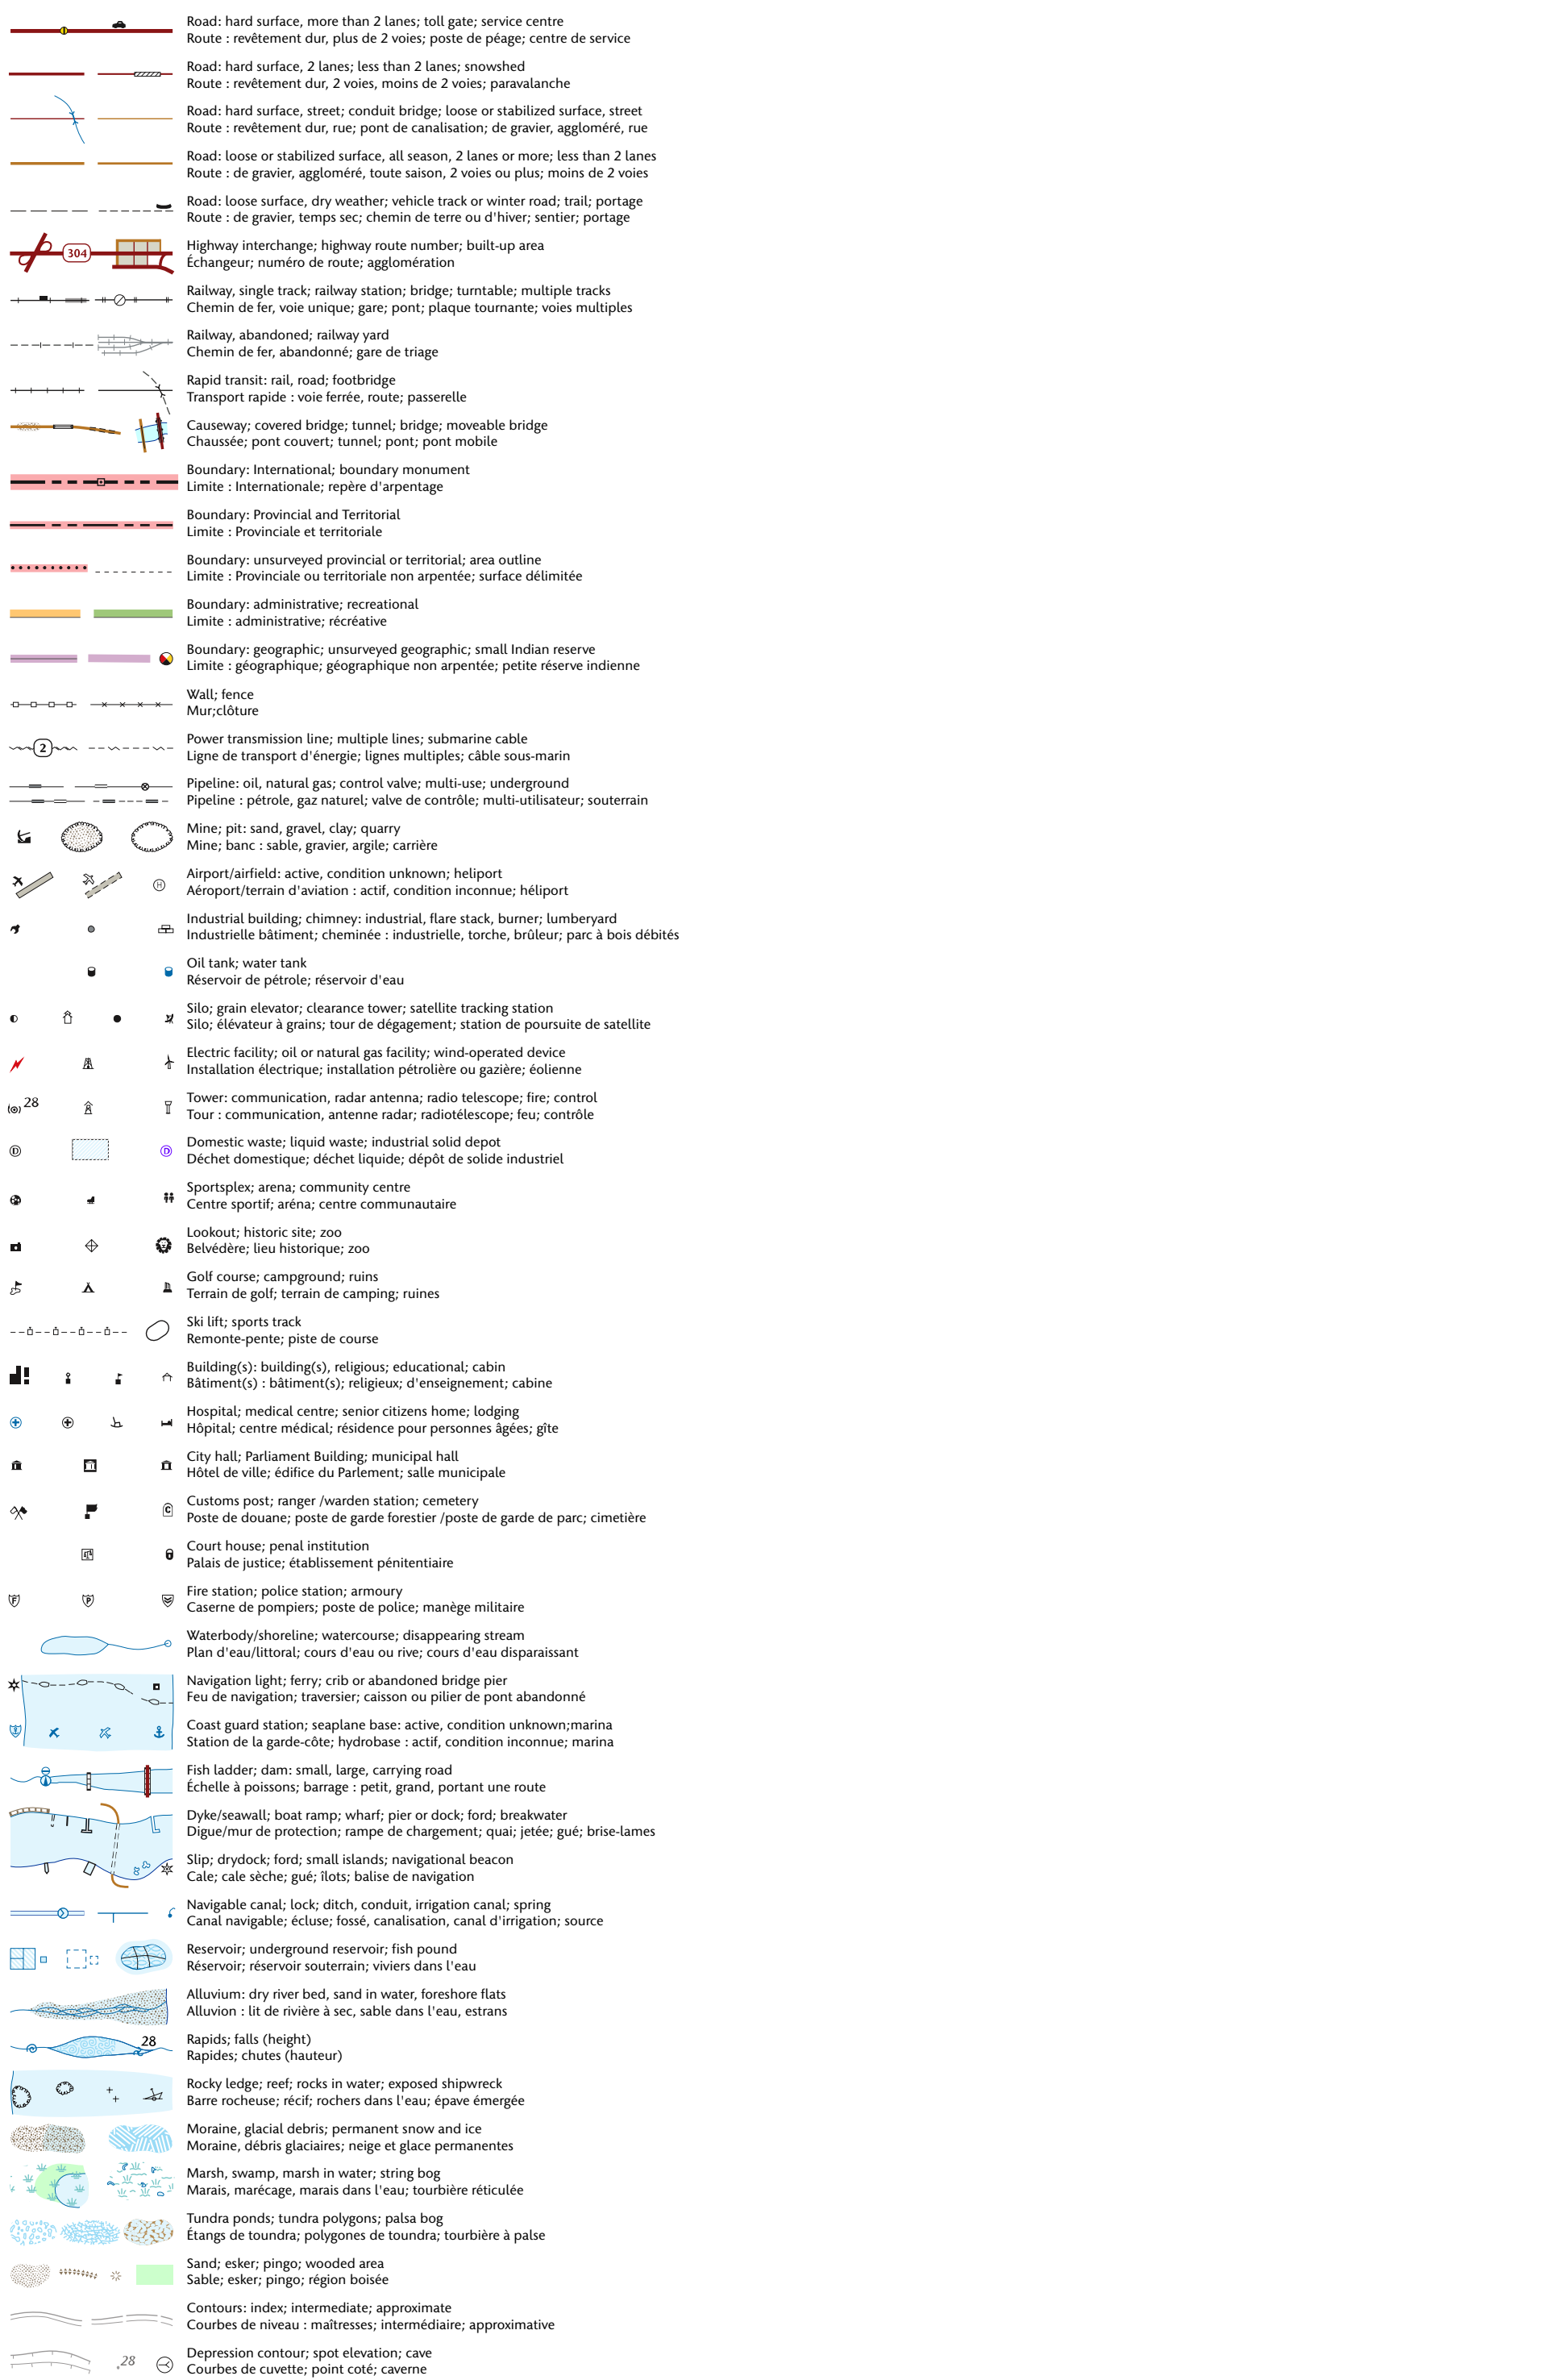 Road: hard surface, more than 2 lanes; toll gate; service centre
Route : revêtement dur, plus de 2 voies; poste de péage; centre de service
Road: hard surface, 2 lanes; less than 2 lanes; snowshed
Route : revêtement dur, 2 voies, moins de 2 voies; paravalanche
Road: hard surface, street; conduit bridge; loose or stabilized surface, street
Route : revêtement dur, rue; pont de canalisation; de gravier, aggloméré, rue
Road: loose or stabilized surface, all season, 2 lanes or more; less than 2 lanes
Route : de gravier, aggloméré, toute saison, 2 voies ou plus; moins de 2 voies
Road: loose surface, dry weather; vehicle track or winter road; trail; portage
Route : de gravier, temps sec; chemin de terre ou d'hiver; sentier; portage
304
Highway interchange; highway route number; built-up area
Échangeur; numéro de route; agglomération
Railway, single track; railway station; bridge; turntable; multiple tracks
Chemin de fer, voie unique; gare; pont; plaque tournante; voies multiples
Railway, abandoned; railway yard
Chemin de fer, abandonné; gare de triage
Rapid transit: rail, road; footbridge
Transport rapide : voie ferrée, route; passerelle
Causeway; covered bridge; tunnel; bridge; moveable bridge
Chaussée; pont couvert; tunnel; pont; pont mobile
Boundary: International; boundary monument
Limite : Internationale; repère d'arpentage
Boundary: Provincial and Territorial
Limite : Provinciale et territoriale
Boundary: unsurveyed provincial or territorial; area outline
Limite : Provinciale ou territoriale non arpentée; surface délimitée
Boundary: administrative; recreational
Limite : administrative; récréative
Boundary: geographic; unsurveyed geographic; small Indian reserve
Limite : géographique; géographique non arpentée; petite réserve indienne
Wall; fence
Mur;clôture
2
Power transmission line; multiple lines; submarine cable
Ligne de transport d'énergie; lignes multiples; câble sous-marin
Pipeline: oil, natural gas; control valve; multi-use; underground
Pipeline : pétrole, gaz naturel; valve de contrôle; multi-utilisateur; souterrain
Mine; pit: sand, gravel, clay; quarry
Mine; banc : sable, gravier, argile; carrière
H
Airport/airfield: active, condition unknown; heliport
Aéroport/terrain d'aviation : actif, condition inconnue; héliport
Industrial building; chimney: industrial, flare stack, burner; lumberyard
Industrielle bâtiment; cheminée : industrielle, torche, brûleur; parc à bois débités
Oil tank; water tank
Réservoir de pétrole; réservoir d'eau
Silo; grain elevator; clearance tower; satellite tracking station
Silo; élévateur à grains; tour de dégagement; station de poursuite de satellite
Electric facility; oil or natural gas facility; wind-operated device
Installation électrique; installation pétrolière ou gazière; éolienne
28
Tower: communication, radar antenna; radio telescope; fire; control
Tour : communication, antenne radar; radiotélescope; feu; contrôle
D D
Domestic waste; liquid waste; industrial solid depot
Déchet domestique; déchet liquide; dépôt de solide industriel
Sportsplex; arena; community centre
Centre sportif; aréna; centre communautaire
Lookout; historic site; zoo
Belvédère; lieu historique; zoo
Golf course; campground; ruins
Terrain de golf; terrain de camping; ruines
Ski lift; sports track
Remonte-pente; piste de course
Building(s): building(s), religious; educational; cabin
Bâtiment(s) : bâtiment(s); religieux; d'enseignement; cabine
Hospital; medical centre; senior citizens home; lodging
Hôpital; centre médical; résidence pour personnes âgées; gîte
City hall; Parliament Building; municipal hall
Hôtel de ville; édifice du Parlement; salle municipale
C
Customs post; ranger /warden station; cemetery
Poste de douane; poste de garde forestier /poste de garde de parc; cimetière
Court house; penal institution
Palais de justice; établissement pénitentiaire
F P
Fire station; police station; armoury
Caserne de pompiers; poste de police; manège militaire
Waterbody/shoreline; watercourse; disappearing stream
Plan d'eau/littoral; cours d'eau ou rive; cours d'eau disparaissant
Navigation light; ferry; crib or abandoned bridge pier
Feu de navigation; traversier; caisson ou pilier de pont abandonné
Coast guard station; seaplane base: active, condition unknown;marina
Station de la garde-côte; hydrobase : actif, condition inconnue; marina
Fish ladder; dam: small, large, carrying road
Échelle à poissons; barrage : petit, grand, portant une route
Dyke/seawall; boat ramp; wharf; pier or dock; ford; breakwater
Digue/mur de protection; rampe de chargement; quai; jetée; gué; brise-lames
Slip; drydock; ford; small islands; navigational beacon
Cale; cale sèche; gué; îlots; balise de navigation
Navigable canal; lock; ditch, conduit, irrigation canal; spring
Canal navigable; écluse; fossé, canalisation, canal d'irrigation; source
Reservoir; underground reservoir; fish pound
Réservoir; réservoir souterrain; viviers dans l'eau
Alluvium: dry river bed, sand in water, foreshore flats
Alluvion : lit de rivière à sec, sable dans l'eau, estrans
28
Rapids; falls (height)
Rapides; chutes (hauteur)
Rocky ledge; reef; rocks in water; exposed shipwreck
Barre rocheuse; récif; rochers dans l'eau; épave émergée
Moraine, glacial debris; permanent snow and ice
Moraine, débris glaciaires; neige et glace permanentes
Marsh, swamp, marsh in water; string bog
Marais, marécage, marais dans l'eau; tourbière réticulée
Tundra ponds; tundra polygons; palsa bog
Étangs de toundra; polygones de toundra; tourbière à palse
Sand; esker; pingo; wooded area
Sable; esker; pingo; région boisée
Contours: index; intermediate; approximate
Courbes de niveau : maîtresses; intermédiaire; approximative
.28
Depression contour; spot elevation; cave
Courbes de cuvette; point coté; caverne